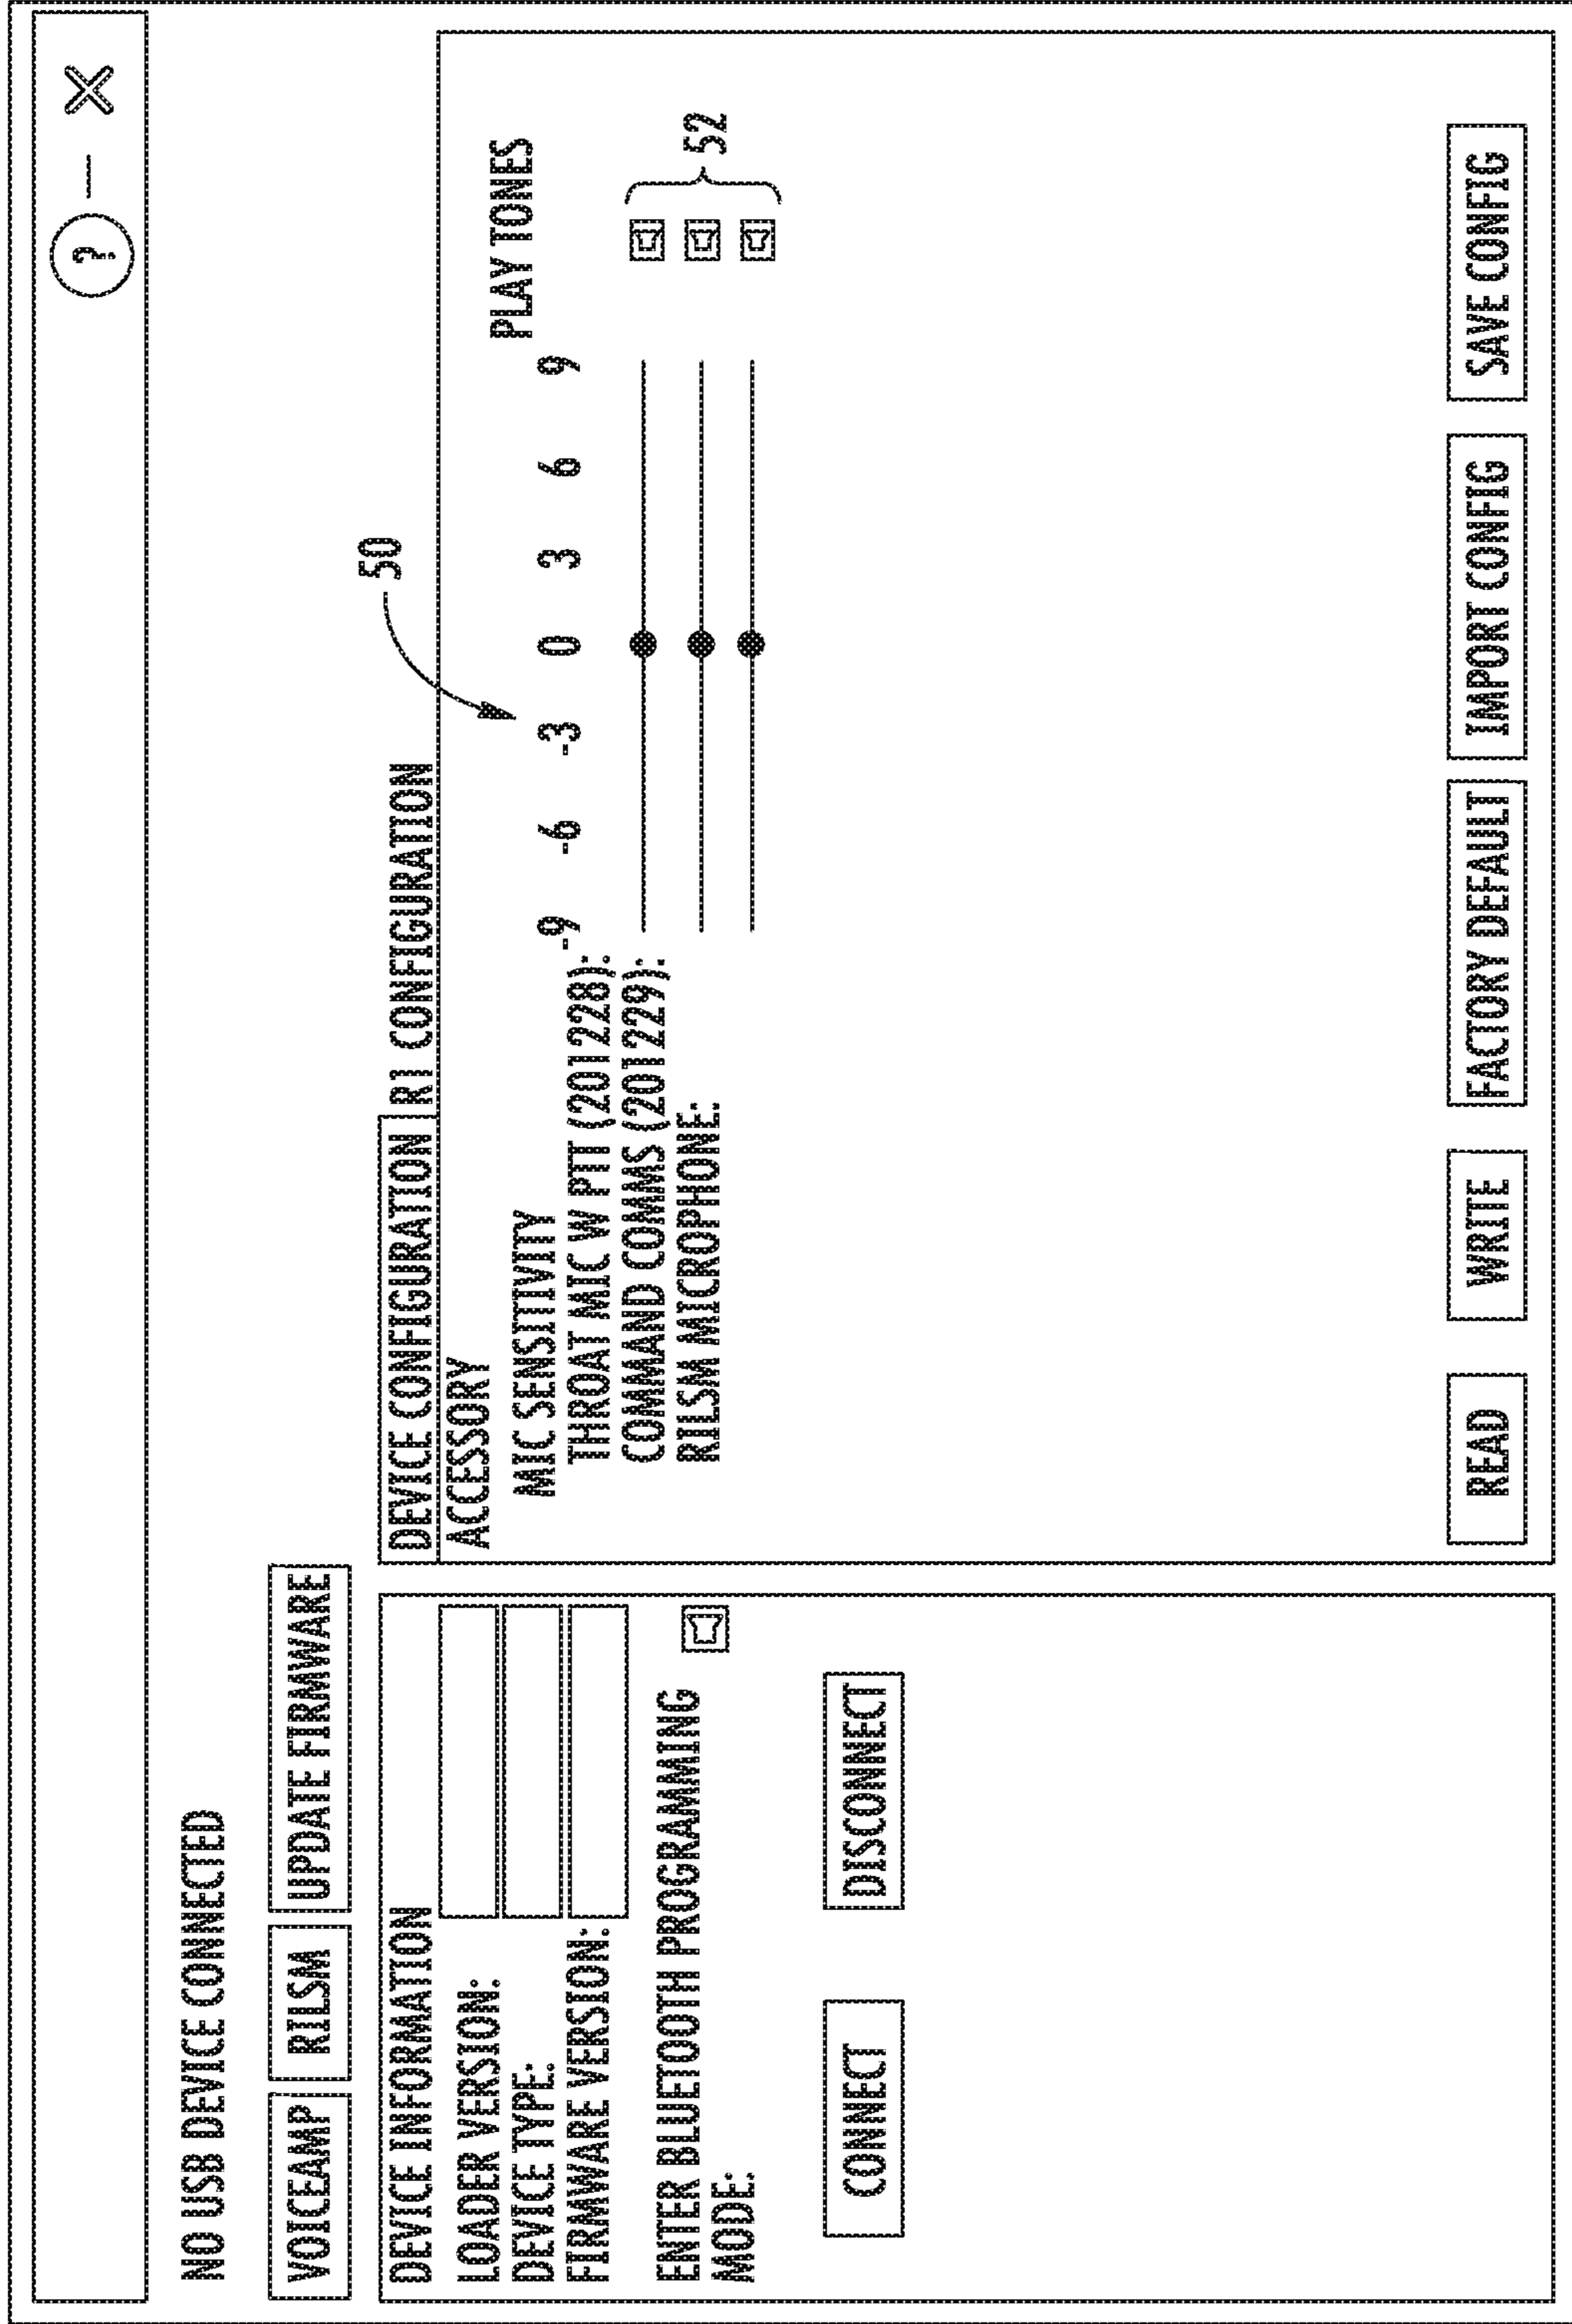 ? — X
NO USB DEVICE CONNECTED
VOICEAMP RILSM UPDATE FIRMWARE
DEVICE INFORMATION
LOADER VERSION:
DEVICE TYPE:
FIRMWARE VERSION:
ENTER BLUETOOTH PROGRAMMING
MODE:
CONNECT DISCONNECT
50
DEVICE CONFIGURATION R1 CONFIGURATION
ACCESSORY
PLAY TONES
MIC SENSITIVITY
-9 -6 -3 0 3 6 9
THROAT MIC W PTT (201228):
COMMAND COMMS (201229):
RILSM MICROPHONE:
52
READ WRITE FACTORY DEFAULT IMPORT CONFIG SAVE CONFIG